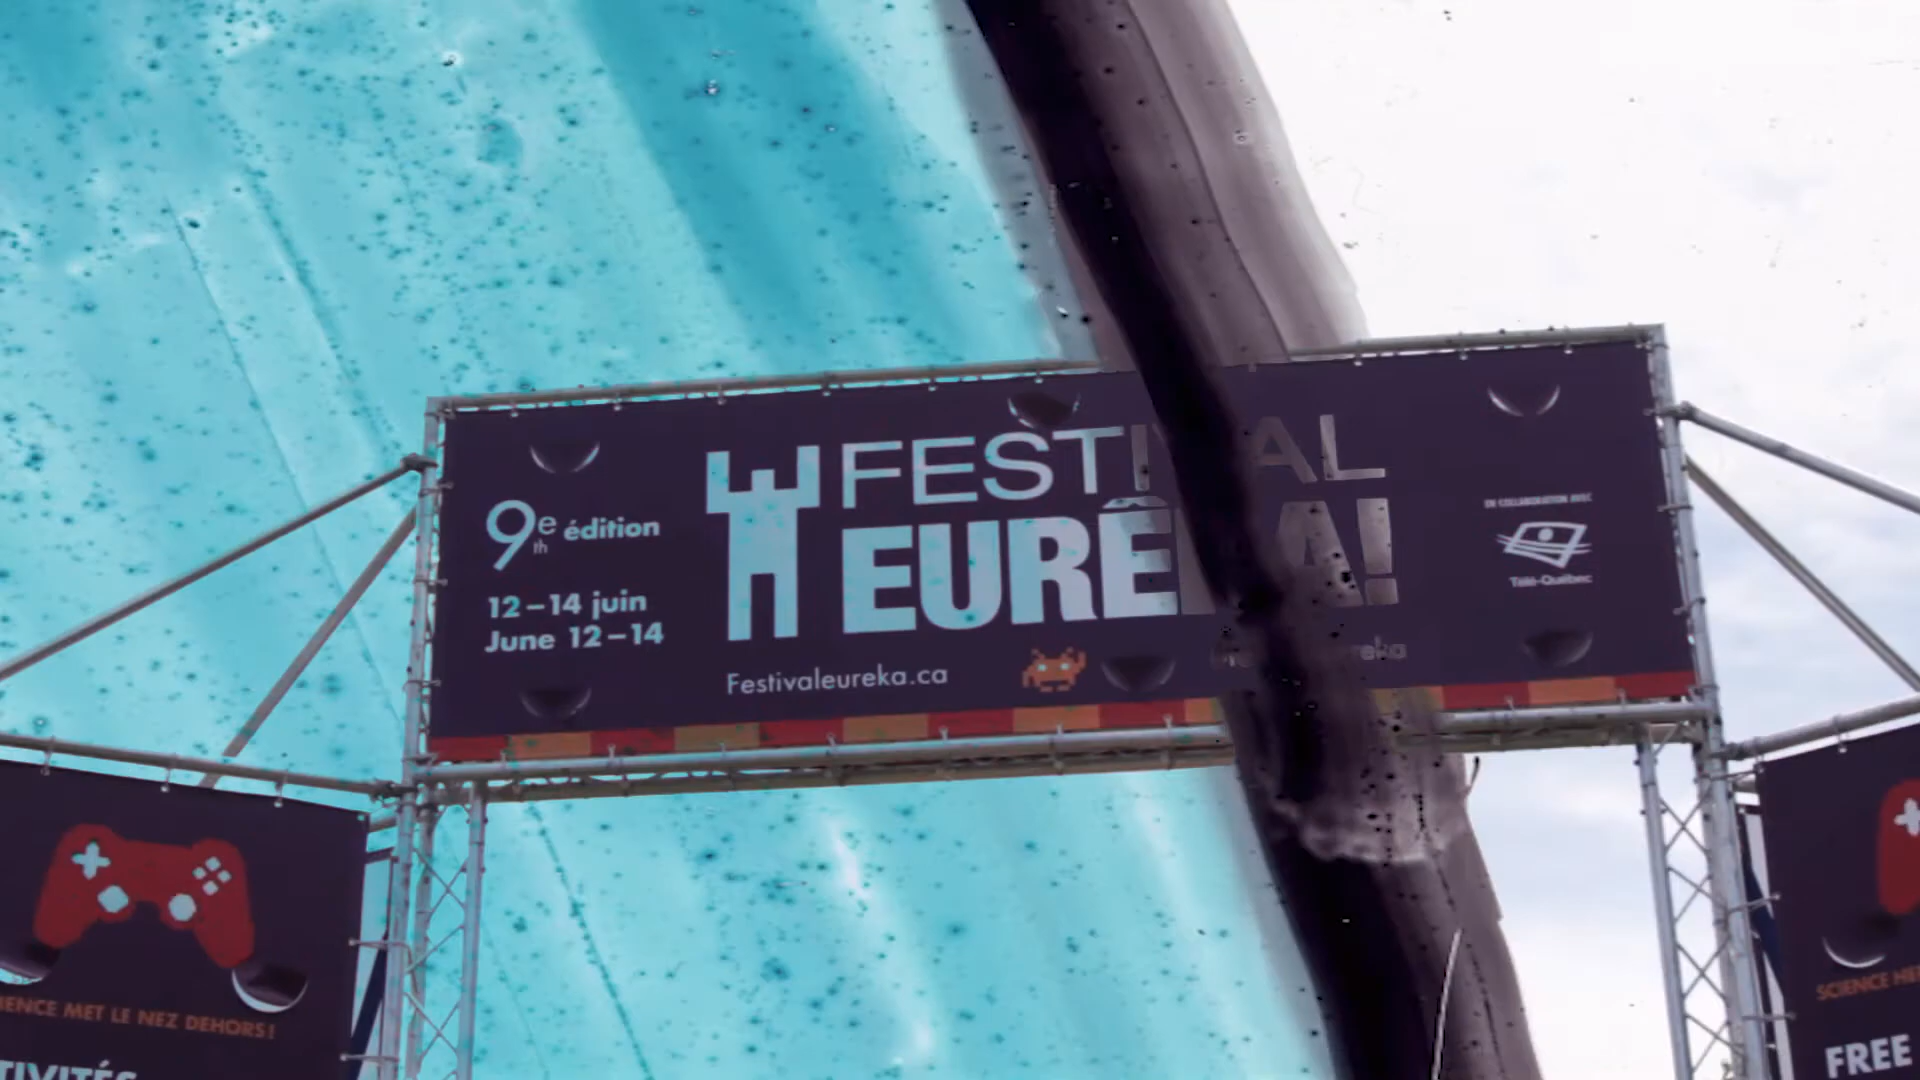 9e th édition
12–14 juin
June 12–14
FESTIVAL
EURÊKA!
Festivaleureka.ca
EN COLLABORATION AVEC
Télé-Québec
MET LE NEZ DEHORS!
SCIENCE
FREE